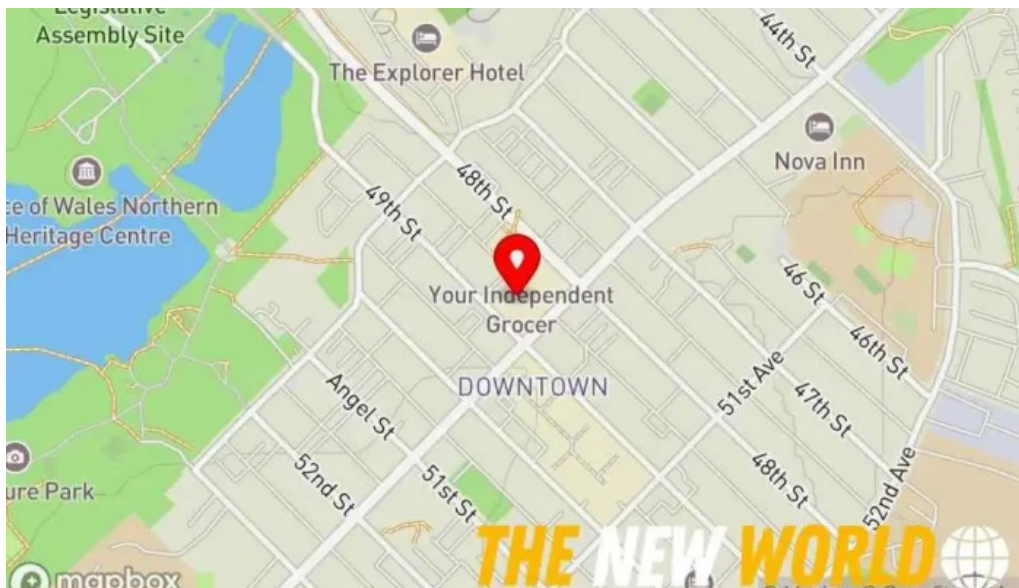 Legislative
Assembly Site
The Explorer Hotel
44th St
Nova Inn
ce of Wales Northern
Heritage Centre
48th St
49th St
Your Independent
Grocer
46 St
46th St
DOWNTOWN
51st Ave
47th St
Angel St
52nd St
51st St
48th St
52nd Ave
ure Park
THE NEW WORLD
mapbox